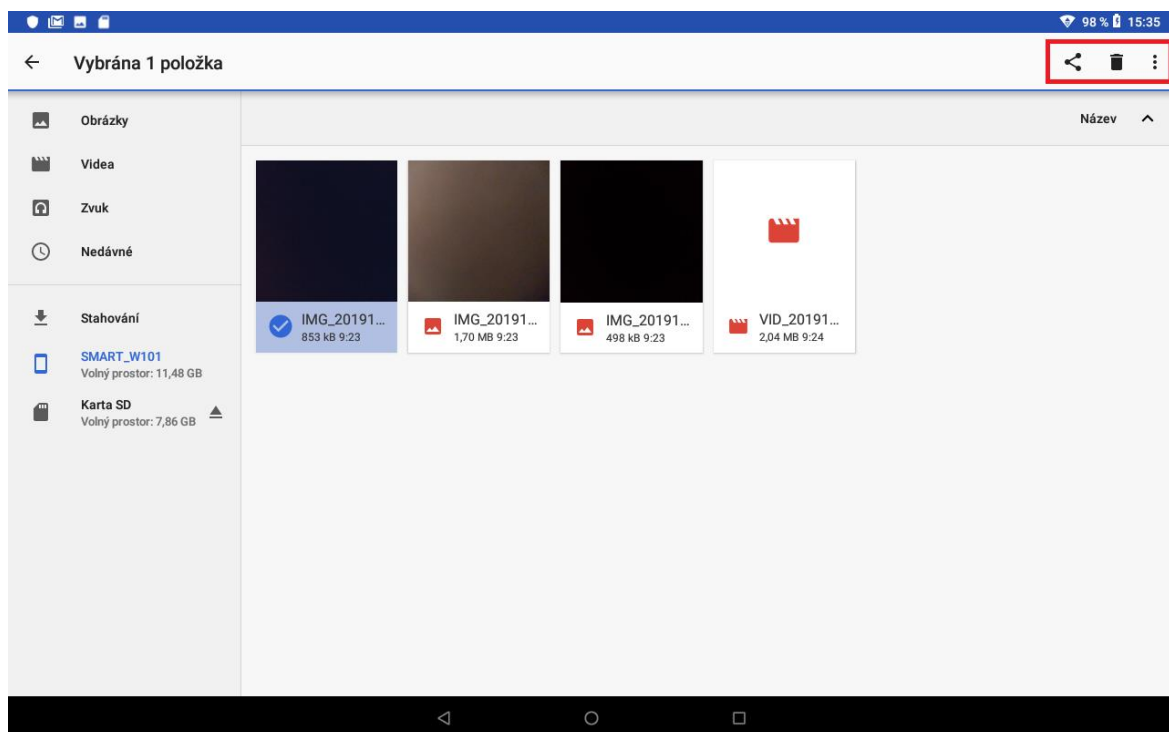 98 % 15:35
Vybrána 1 položka
Obrázky
Název
Videa
Zvuk
Nedávné
Stahování
SMART_W101
Volný prostor: 11,48 GB
Karta SD
Volný prostor: 7,86 GB
IMG_20191...
853 kB 9:23
IMG_20191...
1,70 MB 9:23
IMG_20191...
498 kB 9:23
VID_20191...
2,04 MB 9:24